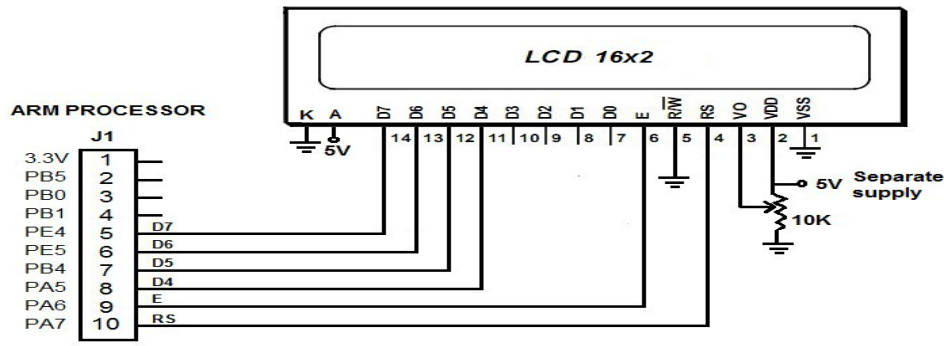 LCD 16x2
K A D7 D6 D5 D4 D3 D2 D1 D0 E R/W RS VO VDD VSS
14 13 12 11 10 9 8 7 6 5 4 3 2 1
5V
5V Separate
supply
10K
ARM PROCESSOR
J1
3.3V 1
PB5 2
PB0 3
PB1 4
PE4 5 D7
PE5 6 D6
PB4 7 D5
PA5 8 D4
PA6 9 E
PA7 10 RS